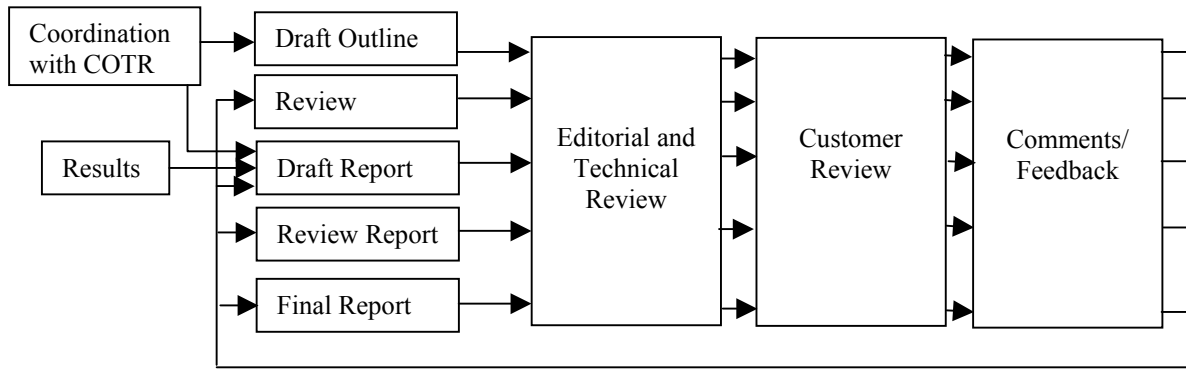 Coordination
with COTR
Draft Outline
Review
Results
Draft Report
Review Report
Final Report
Editorial and
Technical
Review
Customer
Review
Comments/
Feedback